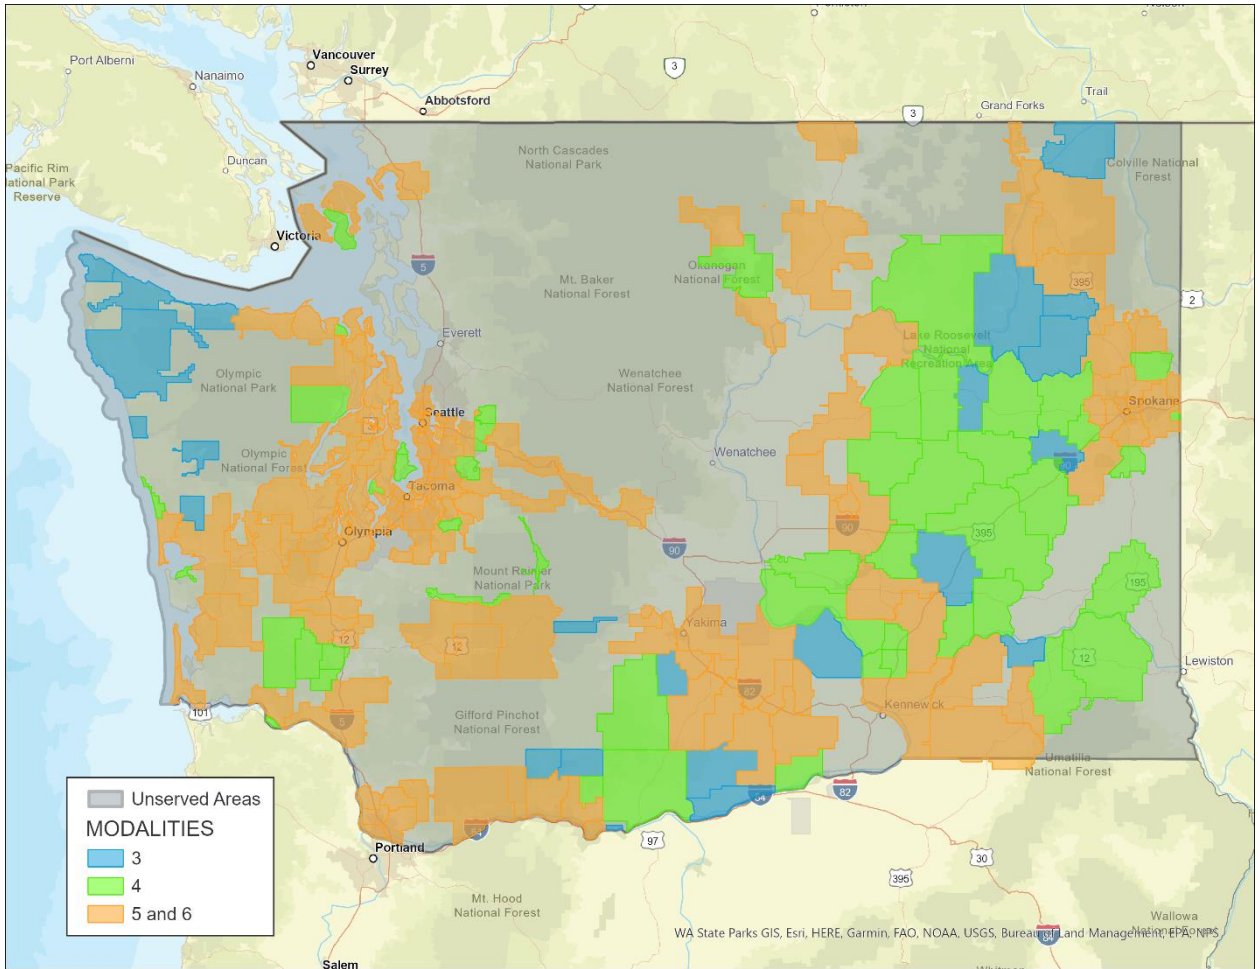 Vancouver
Surrey
Port Alberni
Nanaimo
Abbotsford
3
Trail
Grand Forks
3
North Cascades
National Park
Duncan
Colville National
Forest
Pacific Rim
National Park
Reserve
Victoria
5
Okanogan
National Forest
Mt. Baker
National Forest
395
2
Everett
Lake Roosevelt
National
Recreation Area
Olympic
National Park
Wenatchee
National Forest
Seattle
Spokane
3
Olympic
National Forest
Wenatchee
90
Tacoma
90
395
Olympia
90
Mount Rainier
National Park
195
Yakima
12
12
12
Lewiston
82
101
5
Gifford Pinchot
National Forest
Kennewick
Umatilla
National Forest
Unserved Areas
MODALITIES
3
4
5 and 6
84
82
84
97
Portland
30
395
Mt. Hood
National Forest
Wallowa
National Forest
84
WA State Parks GIS, Esri, HERE, Garmin, FAO, NOAA, USGS, Bureau of Land Management, EPA, NPS
Salem